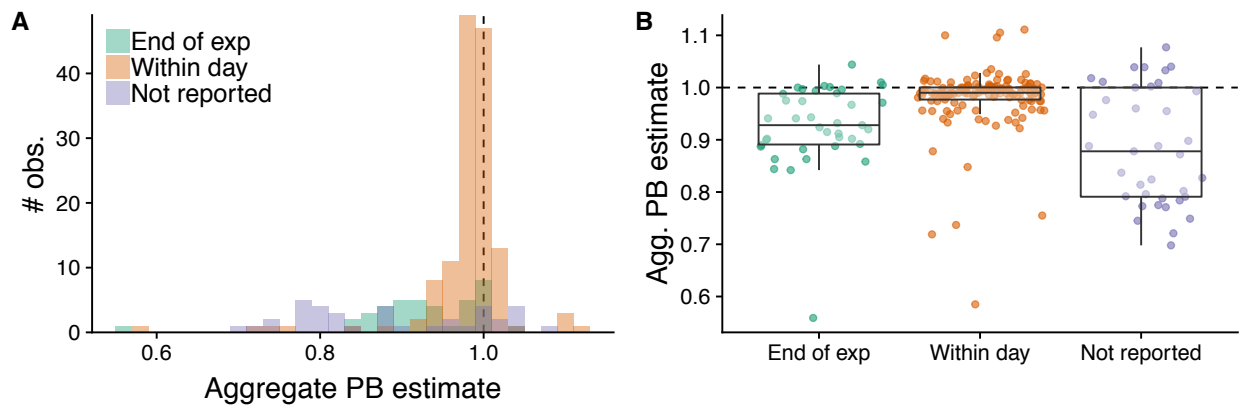 A
End of exp
Within day
Not reported
# obs.
40
30
20
10
0
0.6
0.8
1.0
Aggregate PB estimate
B
Agg. PB estimate
1.1
1.0
0.9
0.8
0.7
0.6
End of exp
Within day
Not reported